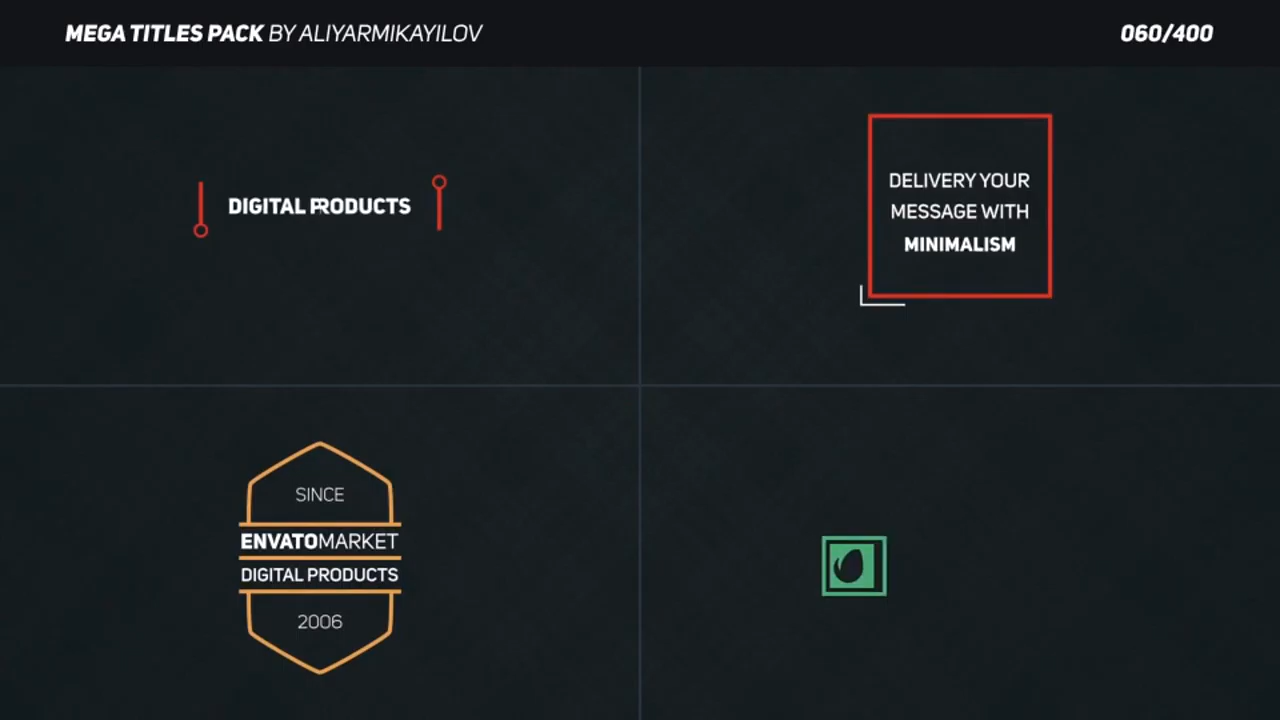 MEGA TITLES PACK BY ALIYARMIKAYILOV
060/400
DIGITAL PRODUCTS
DELIVERY YOUR
MESSAGE WITH
MINIMALISM
SINCE
ENVATOMARKET
DIGITAL PRODUCTS
2006